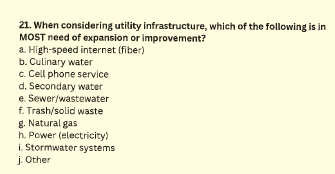 21. When considering utility infrastructure, which of the following is in
MOST need of expansion or improvement?
a. High-speed internet (fiber)
b. Culinary water
c. Cell phone service
d. Secondary water
e. Sewer/wastewater
f. Trash/solid waste
g. Natural gas
h. Power (electricity)
i. Stormwater systems
j. Other